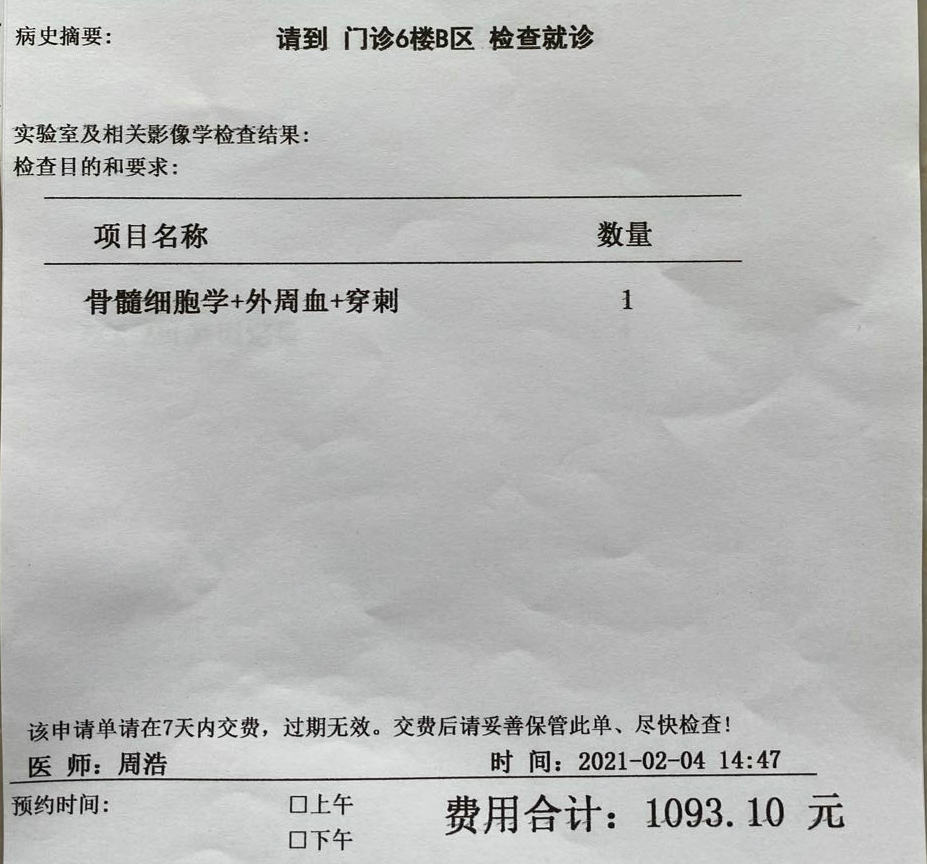 病史摘要: 请到 门诊6楼B区 检查就诊
实验室及相关影像学检查结果:
检查目的和要求:
项目名称 数量
骨髓细胞学+外周血+穿刺 1
该申请单请在7天内交费，过期无效。交费后请妥善保管此单、尽快检查!
医 师: 周浩 时 间: 2021-02-04 14:47
预约时间: □上午 费用合计: 1093.10 元
□下午